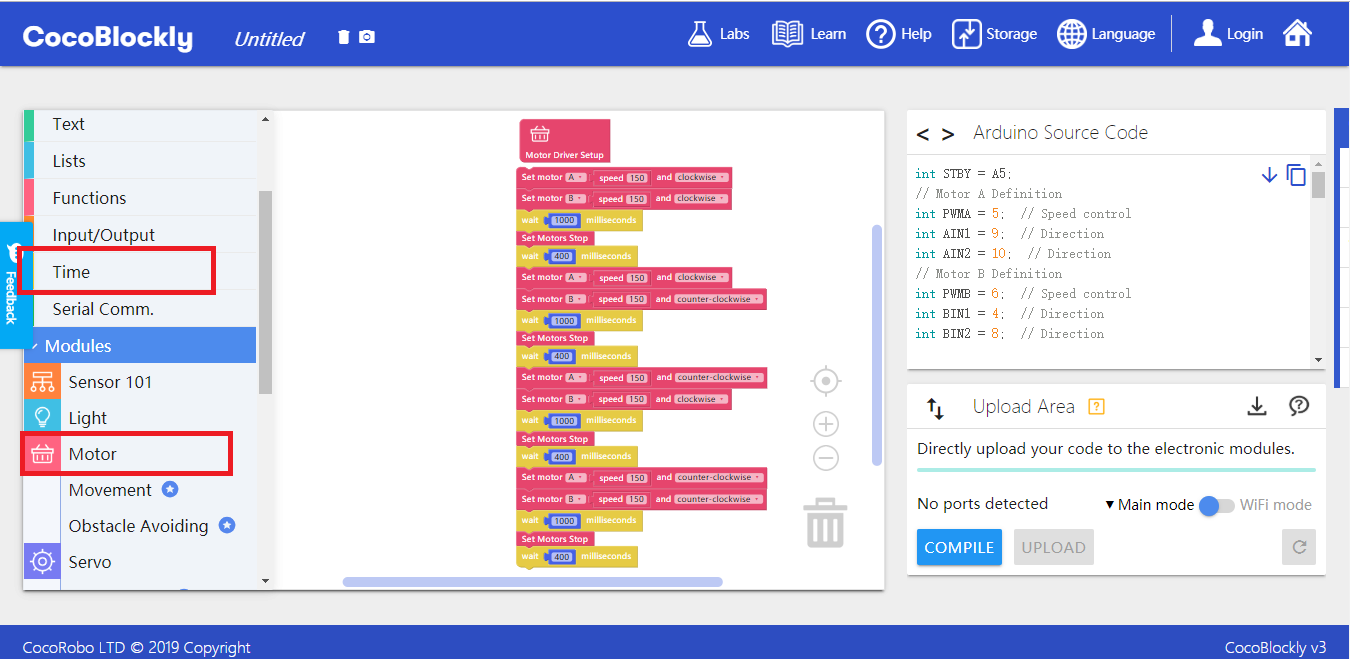 CocoBlockly Untitled Labs Learn Help Storage Language Login
Text
Lists
Functions
Input/Output
Time
Serial Comm.
Modules
Sensor 101
Light
Motor
Movement
Obstacle Avoiding
Servo
Feedback
Motor Driver Setup
Set motor A speed 150 and clockwise
Set motor B speed 150 and clockwise
wait 1000 milliseconds
Set Motors Stop
wait 400 milliseconds
Set motor A speed 150 and clockwise
Set motor B speed 150 and counter-clockwise
wait 1000 milliseconds
Set Motors Stop
wait 400 milliseconds
Set motor A speed 150 and counter-clockwise
Set motor B speed 150 and clockwise
wait 1000 milliseconds
Set Motors Stop
wait 400 milliseconds
Set motor A speed 150 and counter-clockwise
Set motor B speed 150 and counter-clockwise
wait 1000 milliseconds
Set Motors Stop
wait 400 milliseconds
< > Arduino Source Code
int STBY = A5;
// Motor A Definition
int PWMA = 5; // Speed control
int AIN1 = 9; // Direction
int AIN2 = 10; // Direction
// Motor B Definition
int PWMB = 6; // Speed control
int BIN1 = 4; // Direction
int BIN2 = 8; // Direction
Upload Area ?
Directly upload your code to the electronic modules.
No ports detected ▼ Main mode WiFi mode
COMPILE UPLOAD
CocoRobo LTD © 2019 Copyright CocoBlockly v3